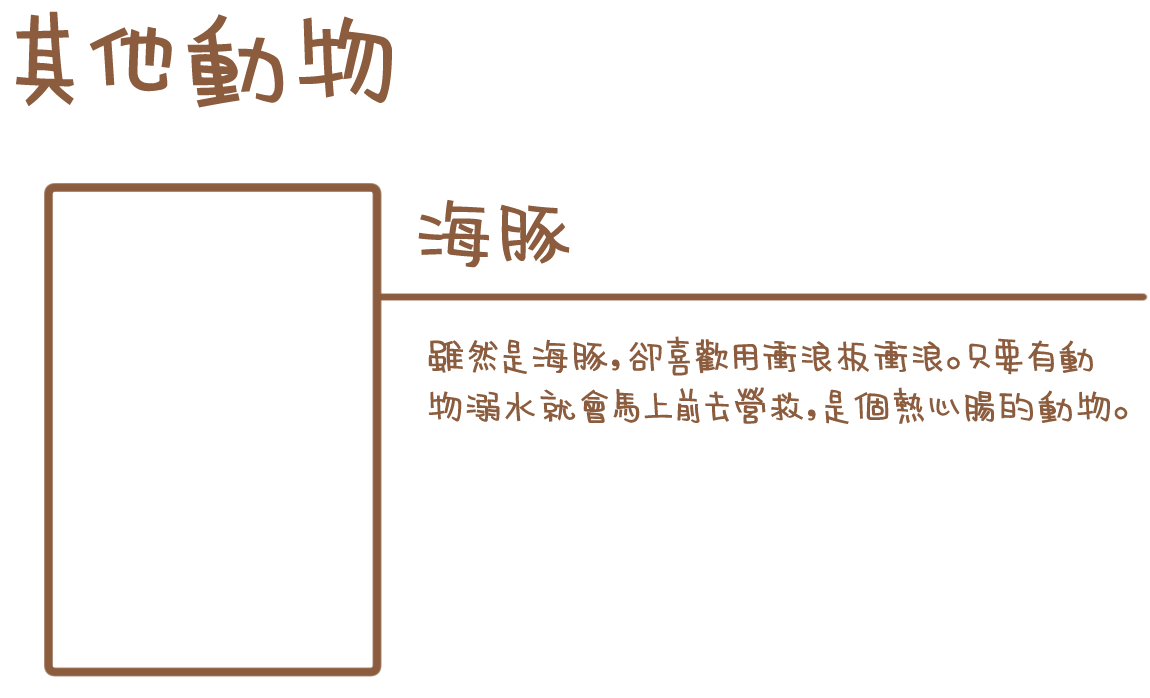 其他動物
海豚
雖然是海豚,卻喜歡用衝浪板衝浪。只要有動
物溺水就會馬上前去營救,是個熱心腸的動物。